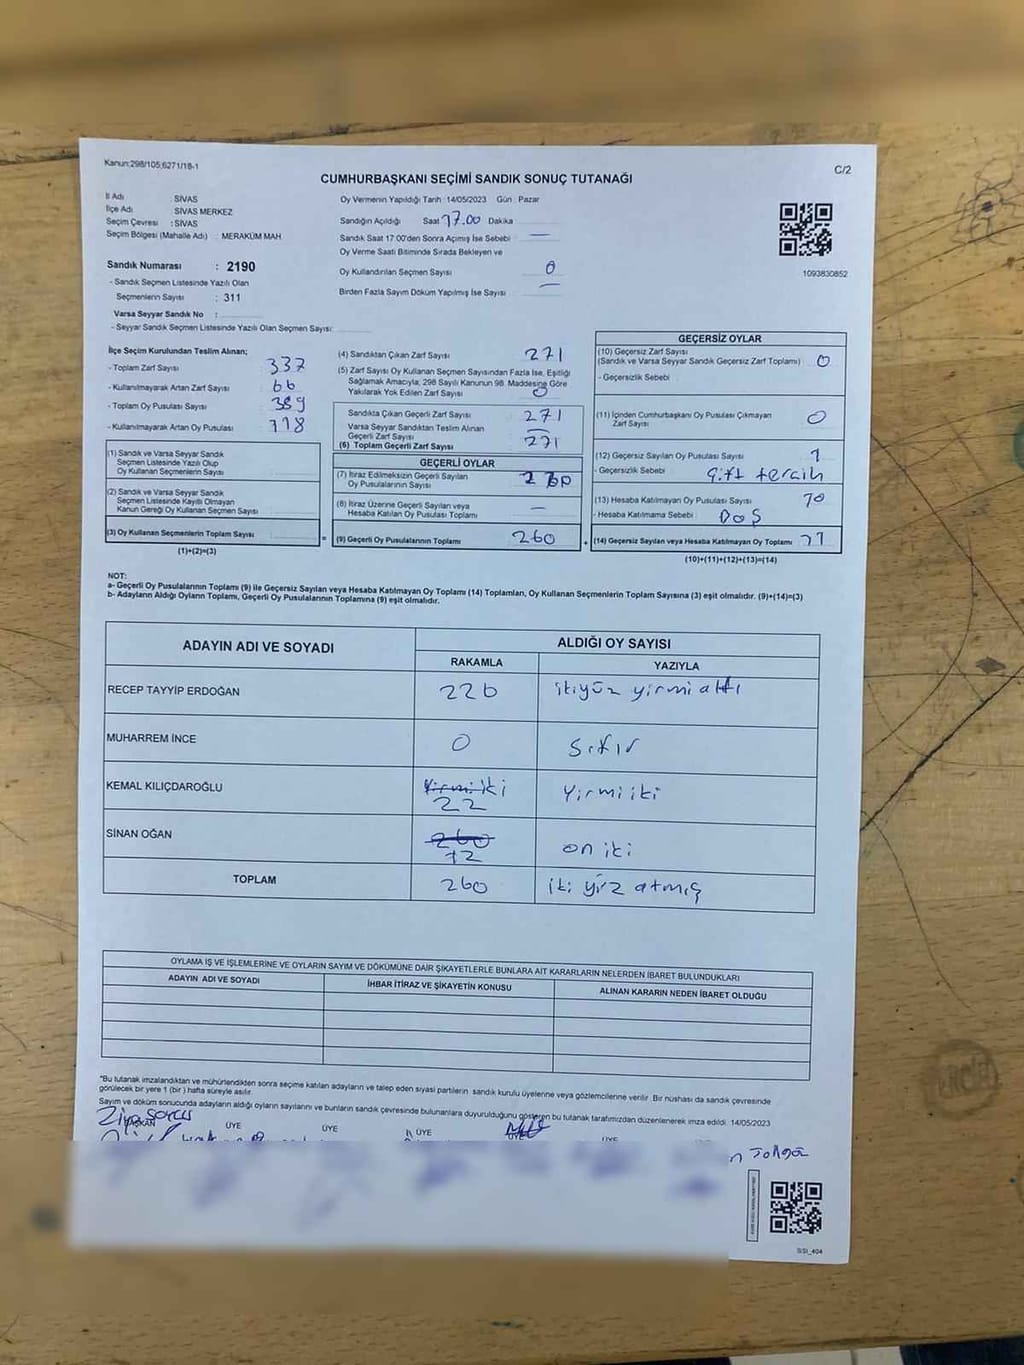 Kanun:298/105;6271/18-1
C/2
CUMHURBAŞKANI SEÇİMİ SANDIK SONUÇ TUTANAĞI
İl Adı : SİVAS
İlçe Adı : SİVAS MERKEZ
Seçim Çevresi : SİVAS
Seçim Bölgesi (Mahalle Adı) : MERAKÜM MAH.
Sandık Numarası : 2190
- Sandık Seçmen Listesinde Yazılı Olan
Seçmenlerin Sayısı : 311
Varsa Seyyar Sandık No :
- Seyyar Sandık Seçmen Listesinde Yazılı Olan Seçmen Sayısı:
Oy Vermenin Yapıldığı Tarih :14/05/2023 Gün : Pazar
Sandığın Açıldığı Saat 17.00 Dakika
Sandık Saat 17:00'den Sonra Açımış İse Sebebi —
Oy Verme Saati Bitiminde Sırada Bekleyen ve
Oy Kullandırılan Seçmen Sayısı 0
Birden Fazla Sayım Döküm Yapılmış İse Sayısı —
1093830852
İlçe Seçim Kurulundan Teslim Alınan;
- Toplam Zarf Sayısı 337
- Kullanılmayarak Artan Zarf Sayısı 66
- Toplam Oy Pusulası Sayısı 389
- Kullanılmayarak Artan Oy Pusulası 118
(1) Sandık ve Varsa Seyyar Sandık
Seçmen Listesinde Yazılı Olup
Oy Kullanan Seçmenlerin Sayısı
(2) Sandık ve Varsa Seyyar Sandık
Seçmen Listesinde Kayıtlı Olmayan
Kanun Gereği Oy Kullanan Seçmen Sayısı
(3) Oy Kullanan Seçmenlerin Toplam Sayısı
(1)+(2)=(3)
(4) Sandıktan Çıkan Zarf Sayısı 271
(5) Zarf Sayısı Oy Kullanan Seçmen Sayısından Fazla İse, Eşitliği
Sağlamak Amacıyla; 298 Sayılı Kanunun 98. Maddesine Göre
Yakılarak Yok Edilen Zarf Sayısı 0
Sandıkta Çıkan Geçerli Zarf Sayısı 271
Varsa Seyyar Sandıktan Teslim Alınan
Geçerli Zarf Sayısı —
(6) Toplam Geçerli Zarf Sayısı 271
GEÇERLİ OYLAR
(7) İtiraz Edilmeksizin Geçerli Sayılan
Oy Pusulalarının Sayısı 260
(8) İtiraz Üzerine Geçerli Sayılan veya
Hesaba Katılan Oy Pusulası Toplamı —
=
(9) Geçerli Oy Pusulalarının Toplamı 260
+
GEÇERSİZ OYLAR
(10) Geçersiz Zarf Sayısı
(Sandık ve Varsa Seyyar Sandık Geçersiz Zarf Toplamı) 0
- Geçersizlik Sebebi
(11) İçinden Cumhurbaşkanı Oy Pusulası Çıkmayan
Zarf Sayısı 0
(12) Geçersiz Sayılan Oy Pusulası Sayısı 1
- Geçersizlik Sebebi Çift tercih
(13) Hesaba Katılmayan Oy Pusulası Sayısı 10
- Hesaba Katılmama Sebebi : Boş
(14) Geçersiz Sayılan veya Hesaba Katılmayan Oy Toplamı 11
(10)+(11)+(12)+(13)=(14)
NOT:
a- Geçerli Oy Pusulalarının Toplamı (9) ile Geçersiz Sayılan veya Hesaba Katılmayan Oy Toplamı (14) Toplamları, Oy Kullanan Seçmenlerin Toplam Sayısına (3) eşit olmalıdır. (9)+(14)=(3)
b- Adayların Aldığı Oyların Toplamı, Geçerli Oy Pusulalarının Toplamına (9) eşit olmalıdır.
ADAYIN ADI VE SOYADI
ALDIĞI OY SAYISI
RAKAMLA
YAZIYLA
RECEP TAYYİP ERDOĞAN 226 ikiyüz yirmi altı
MUHARREM İNCE 0 Sıfır
KEMAL KILIÇDAROĞLU Yirmi iki 22 Yirmi iki
SİNAN OĞAN 260 12 on iki
TOPLAM 260 iki yüz atmış
OYLAMA İŞ VE İŞLEMLERİNE VE OYLARIN SAYIM VE DÖKÜMÜNE DAİR ŞİKAYETLERLE BUNLARA AİT KARARLARIN NELERDEN İBARET BULUNDUKLARI
ADAYIN ADI VE SOYADI
İHBAR İTİRAZ VE ŞİKAYETİN KONUSU
ALINAN KARARIN NEDEN İBARET OLDUĞU
*Bu tutanak imzalandıktan ve mühürlendikten sonra seçime katılan adayların ve talep eden siyasi partilerin sandık kurulu üyelerine veya gözlemcilerine verilir. Bir nüshası da sandık çevresinde
görülecek bir yere 1 (bir) hafta süreyle asılır.
Sayım ve döküm sonucunda adayların aldığı oyların sayılarını ve bunların sandık çevresinde bulunanlara duyurulduğunu gösteren bu tutanak tarafımızdan düzenlenerek imza edildi. 14/05/2023
BAŞKAN ÜYE ÜYE ÜYE ÜYE ÜYE
Tolga
SSI_404